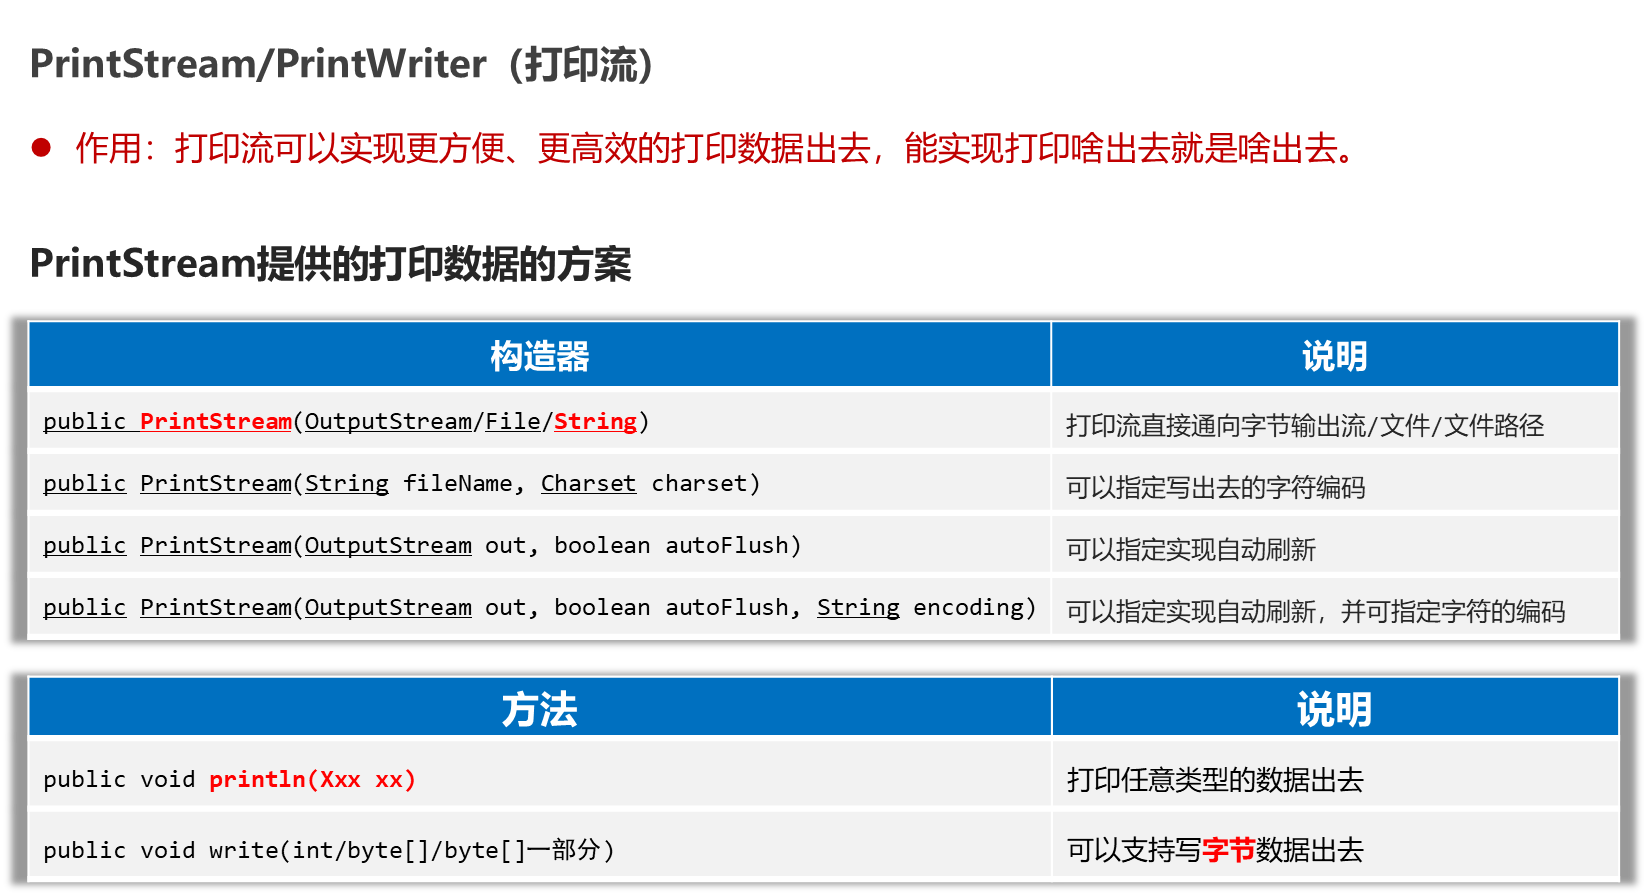 PrintStream/PrintWriter（打印流）
● 作用：打印流可以实现更方便、更高效的打印数据出去，能实现打印啥出去就是啥出去。
PrintStream提供的打印数据的方案
构造器 说明
public PrintStream(OutputStream/File/String) 打印流直接通向字节输出流/文件/文件路径
public PrintStream(String fileName, Charset charset) 可以指定写出去的字符编码
public PrintStream(OutputStream out, boolean autoFlush) 可以指定实现自动刷新
public PrintStream(OutputStream out, boolean autoFlush, String encoding) 可以指定实现自动刷新，并可指定字符的编码
方法 说明
public void println(Xxx xx) 打印任意类型的数据出去
public void write(int/byte[]/byte[]一部分) 可以支持写字节数据出去